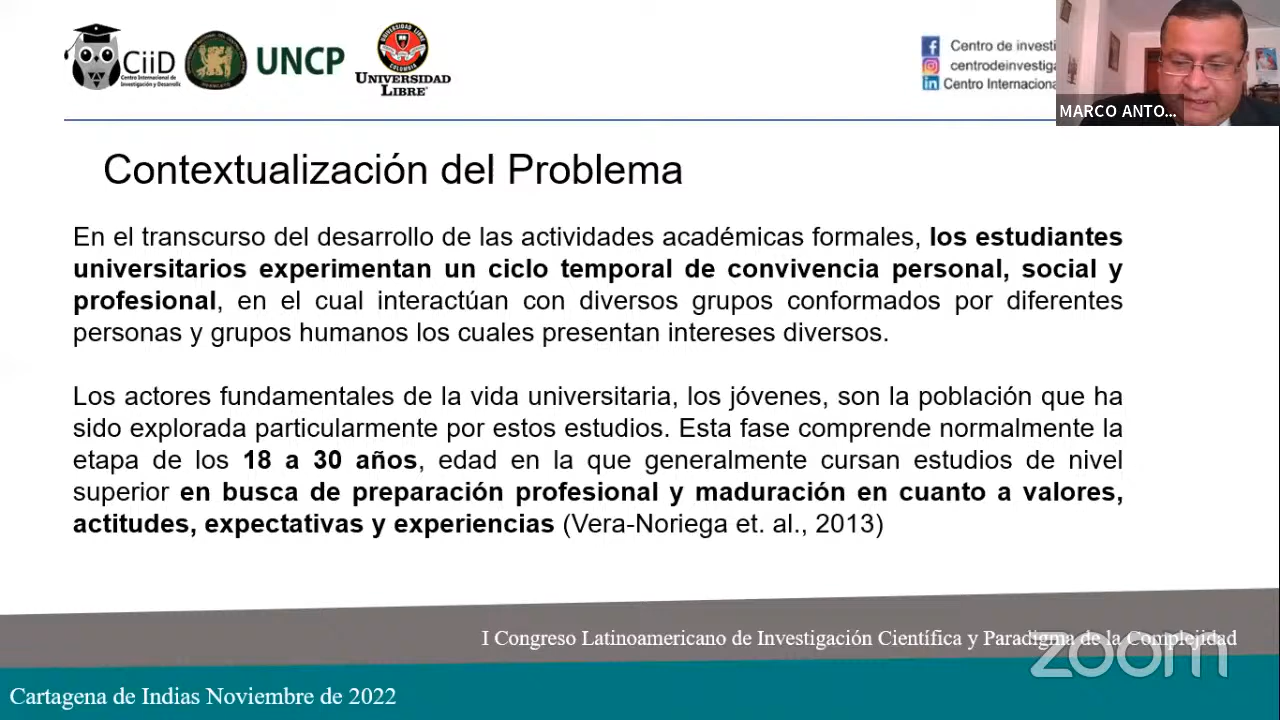 CiiD
Centro Internacional de
Investigación y Desarrollo
UNCP
UNIVERSIDAD LIBRE
COLOMBIA
UNIVERSIDAD
LIBRE
Centro de investi
centrodeinvestiga
Centro Internaciona
MARCO ANTO...
Contextualización del Problema
En el transcurso del desarrollo de las actividades académicas formales, los estudiantes
universitarios experimentan un ciclo temporal de convivencia personal, social y
profesional, en el cual interactúan con diversos grupos conformados por diferentes
personas y grupos humanos los cuales presentan intereses diversos.
Los actores fundamentales de la vida universitaria, los jóvenes, son la población que ha
sido explorada particularmente por estos estudios. Esta fase comprende normalmente la
etapa de los 18 a 30 años, edad en la que generalmente cursan estudios de nivel
superior en busca de preparación profesional y maduración en cuanto a valores,
actitudes, expectativas y experiencias (Vera-Noriega et. al., 2013)
I Congreso Latinoamericano de Investigación Científica y Paradigma de la Complejidad
zoom
Cartagena de Indias Noviembre de 2022